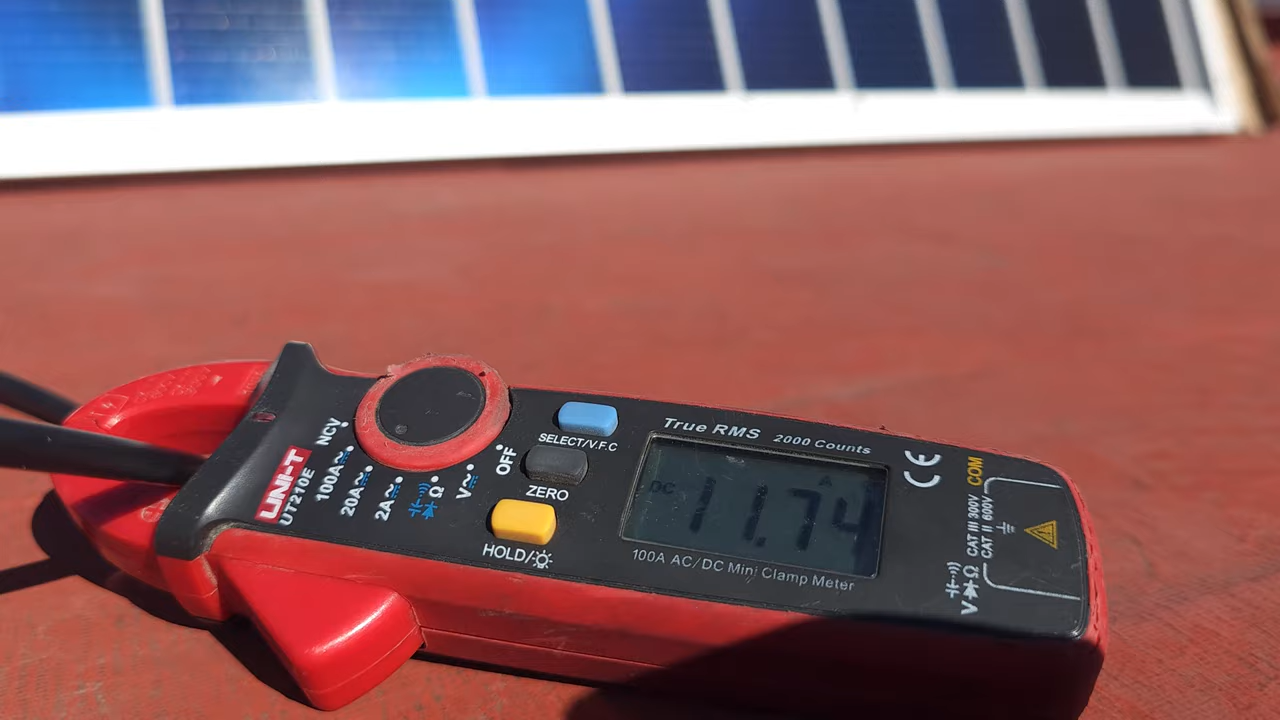 UNI-T
UT210E
NCV
100A
20A
2A
Ω
V
OFF
SELECT/V.F.C
ZERO
HOLD/
True RMS 2000 Counts
DC -11.74 A
100A AC/DC Mini Clamp Meter
CE
COM
CAT III 300V
CAT II 600V
V Ω